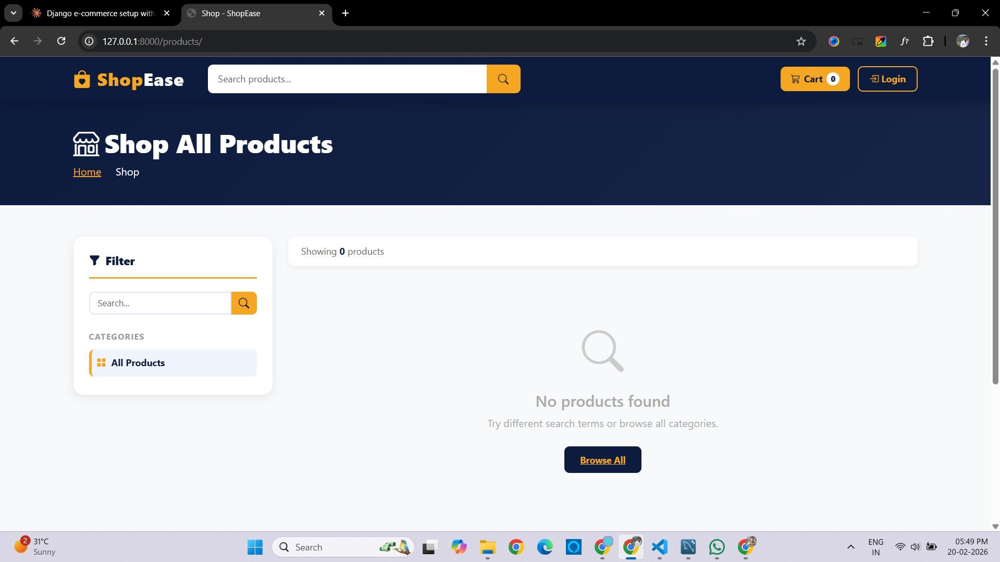 Django e-commerce setup with
Shop - ShopEase
127.0.0.1:8000/products/
f?
ShopEase
Search products...
Cart 0
Login
Shop All Products
Home / Shop
Filter
Search...
CATEGORIES
All Products
Showing 0 products
No products found
Try different search terms or browse all categories.
Browse All
2
31°C
Sunny
Search
ENG
IN
05:49 PM
20-02-2026